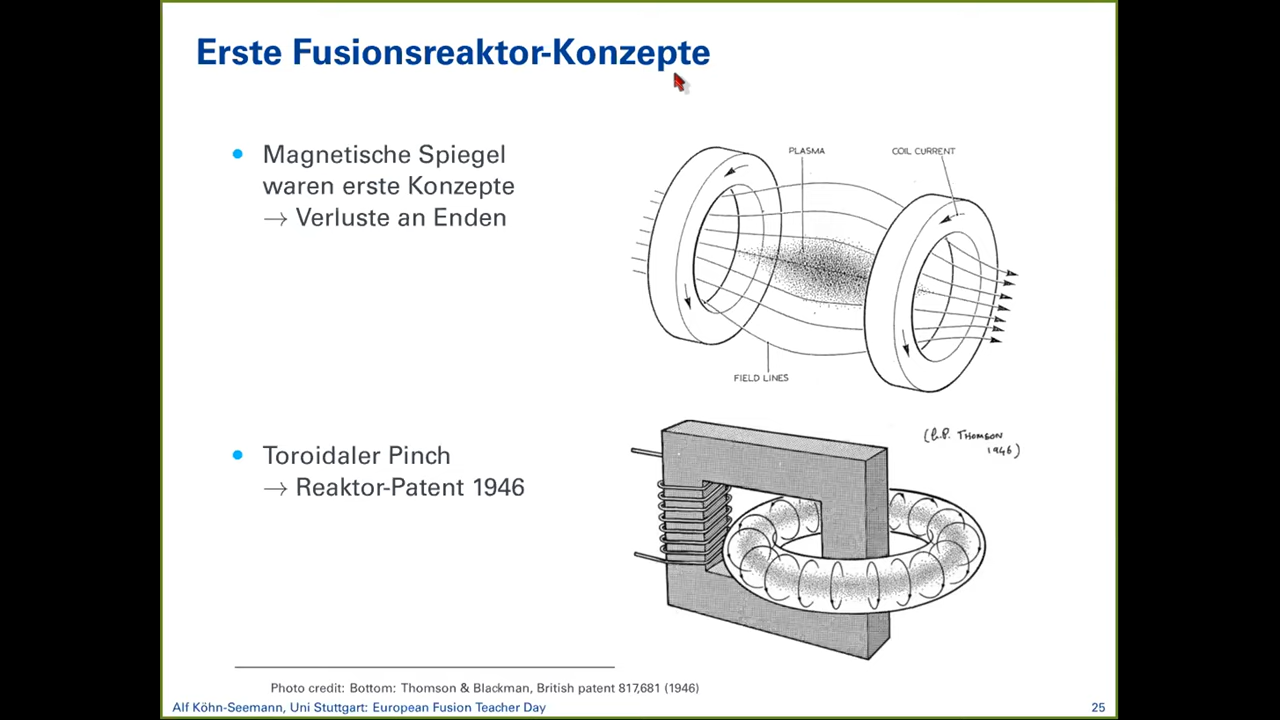 Erste Fusionsreaktor-Konzepte
• Magnetische Spiegel
waren erste Konzepte
→ Verluste an Enden
PLASMA
COIL CURRENT
FIELD LINES
• Toroidaler Pinch
→ Reaktor-Patent 1946
(G.P. THOMSON
1946)
Photo credit: Bottom: Thomson & Blackman, British patent 817,681 (1946)
Alf Köhn-Seemann, Uni Stuttgart: European Fusion Teacher Day
25